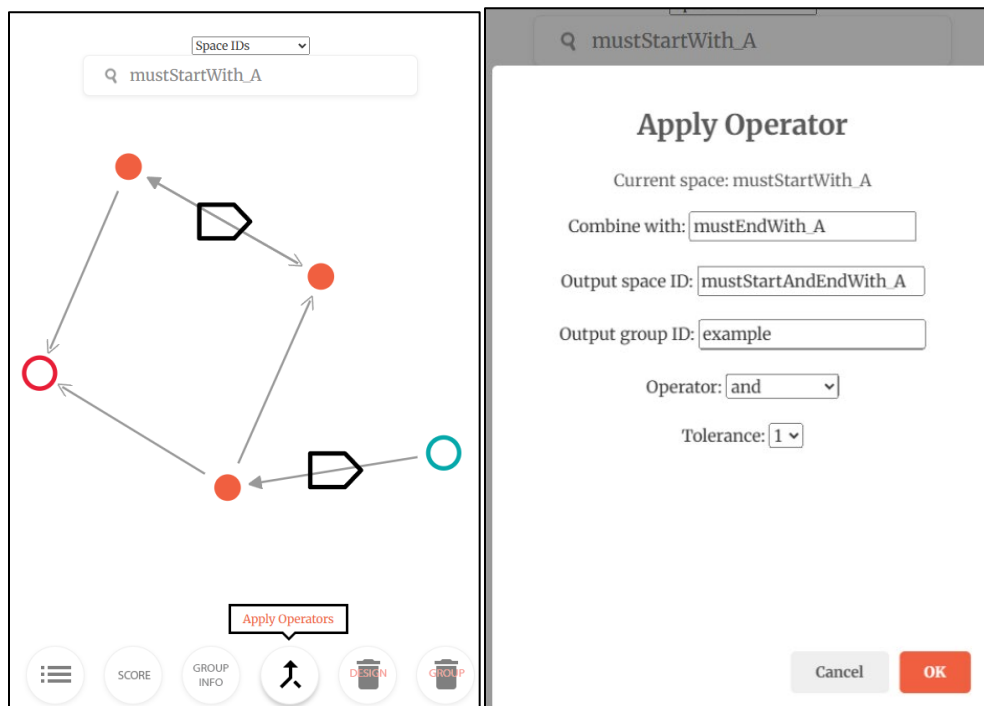 Space IDs
mustStartWith_A
Apply Operators
SCORE
GROUP
INFO
DESIGN
GROUP
mustStartWith_A
Apply Operator
Current space: mustStartWith_A
Combine with: mustEndWith_A
Output space ID: mustStartAndEndWith_A
Output group ID: example
Operator: and
Tolerance: 1
Cancel
OK